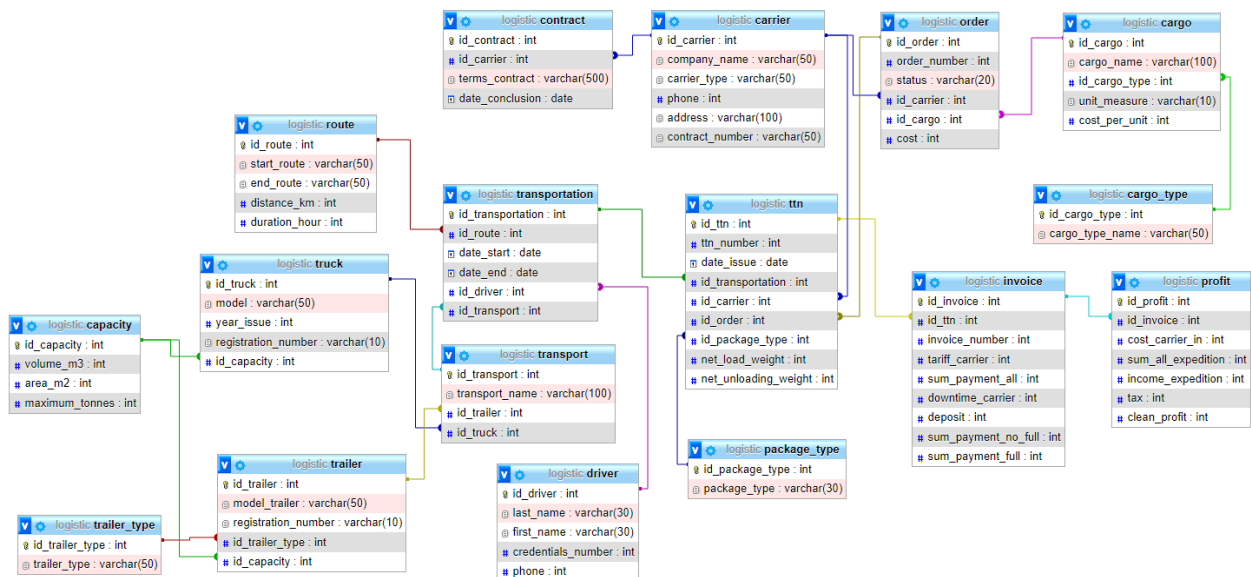 logistic contract
id_contract : int
id_carrier : int
terms_contract : varchar(500)
date_conclusion : date
logistic carrier
id_carrier : int
company_name : varchar(50)
carrier_type : varchar(50)
phone : int
address : varchar(100)
contract_number : varchar(50)
logistic order
id_order : int
order_number : int
status : varchar(20)
id_carrier : int
id_cargo : int
cost : int
logistic cargo
id_cargo : int
cargo_name : varchar(100)
id_cargo_type : int
unit_measure : varchar(10)
cost_per_unit : int
logistic route
id_route : int
start_route : varchar(50)
end_route : varchar(50)
distance_km : int
duration_hour : int
logistic transportation
id_transportation : int
id_route : int
date_start : date
date_end : date
id_driver : int
id_transport : int
logistic ttn
id_ttn : int
ttn_number : int
date_issue : date
id_transportation : int
id_carrier : int
id_order : int
id_package_type : int
net_load_weight : int
net_unloading_weight : int
logistic cargo_type
id_cargo_type : int
cargo_type_name : varchar(50)
logistic truck
id_truck : int
model : varchar(50)
year_issue : int
registration_number : varchar(10)
id_capacity : int
logistic invoice
id_invoice : int
id_ttn : int
invoice_number : int
tariff_carrier : int
sum_payment_all : int
downtime_carrier : int
deposit : int
sum_payment_no_full : int
sum_payment_full : int
logistic profit
id_profit : int
id_invoice : int
cost_carrier_in : int
sum_all_expedition : int
income_expedition : int
tax : int
clean_profit : int
logistic capacity
id_capacity : int
volume_m3 : int
area_m2 : int
maximum_tonnes : int
logistic transport
id_transport : int
transport_name : varchar(100)
id_trailer : int
id_truck : int
logistic package_type
id_package_type : int
package_type : varchar(30)
logistic trailer
id_trailer : int
model_trailer : varchar(50)
registration_number : varchar(10)
id_trailer_type : int
id_capacity : int
logistic driver
id_driver : int
last_name : varchar(30)
first_name : varchar(30)
credentials_number : int
phone : int
logistic trailer_type
id_trailer_type : int
trailer_type : varchar(50)